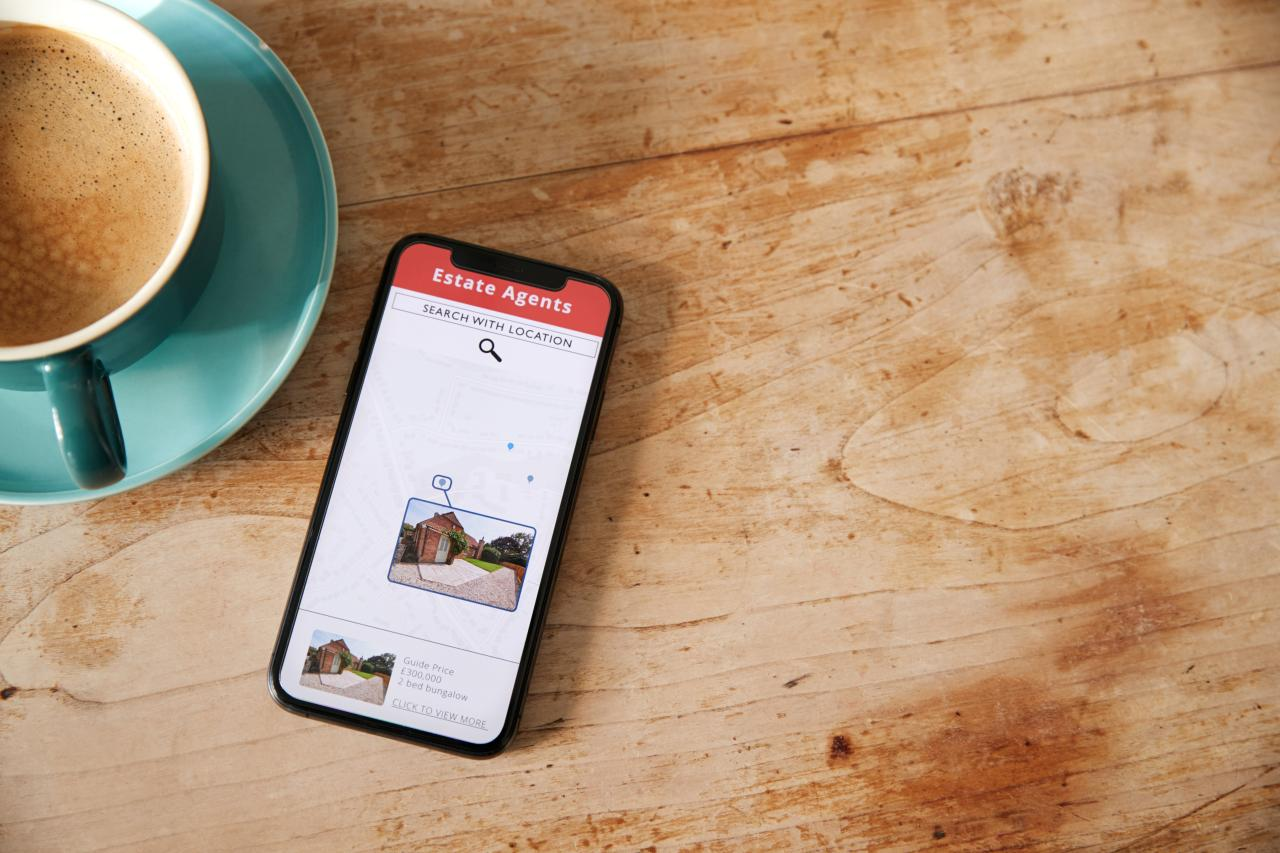 Estate Agents
SEARCH WITH LOCATION
Guide Price
£300,000
2 bed bungalow
CLICK TO VIEW MORE